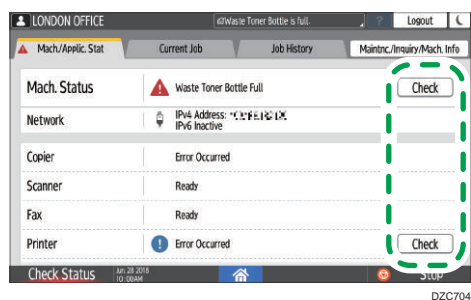 LONDON OFFICE
Waste Toner Bottle is full.
?
Logout
Mach./Applic. Stat
Current Job
Job History
Maintnc./Inquiry/Mach. Info
Mach. Status
Waste Toner Bottle Full
Check
Network
IPv4 Address:
IPv6 Inactive
Copier
Error Occurred
Scanner
Ready
Fax
Ready
Printer
Error Occurred
Check
Check Status
Jun. 28 2016
10:08AM
Stop
DZC704